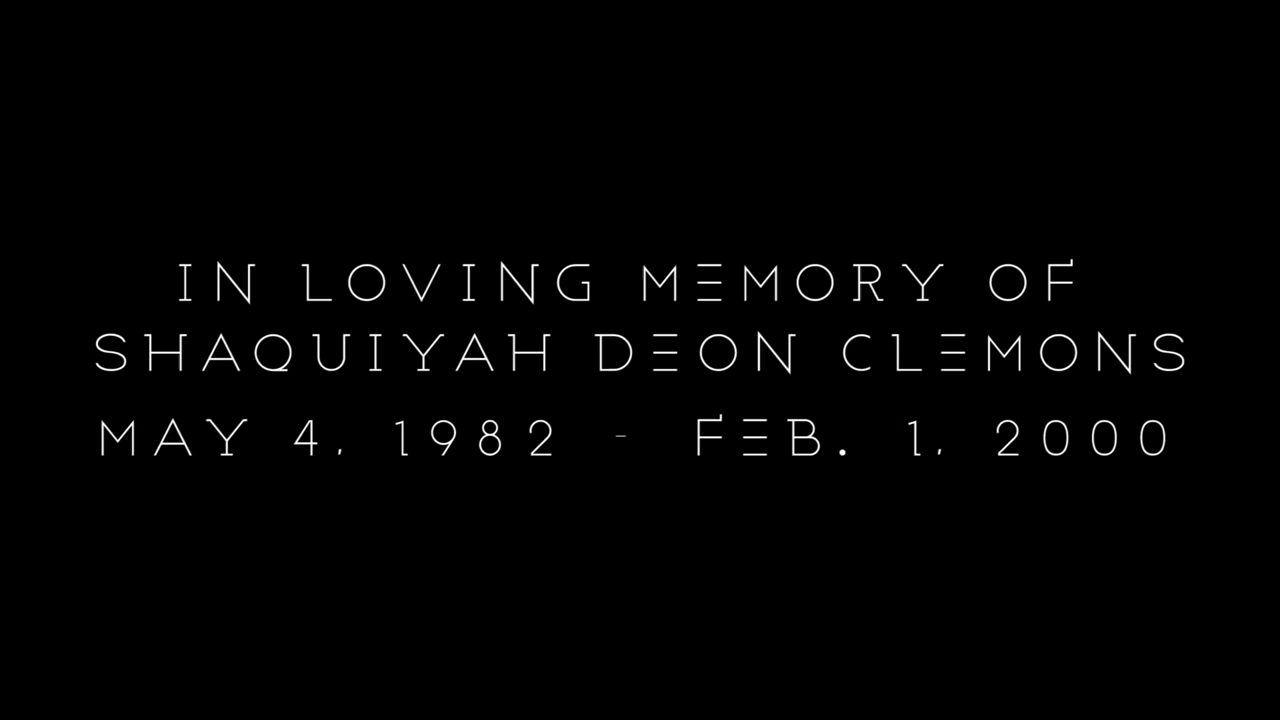 IN LOVING MEMORY OF
SHAQUIYAH DEON CLEMONS
MAY 4, 1982 - FEB. 1, 2000